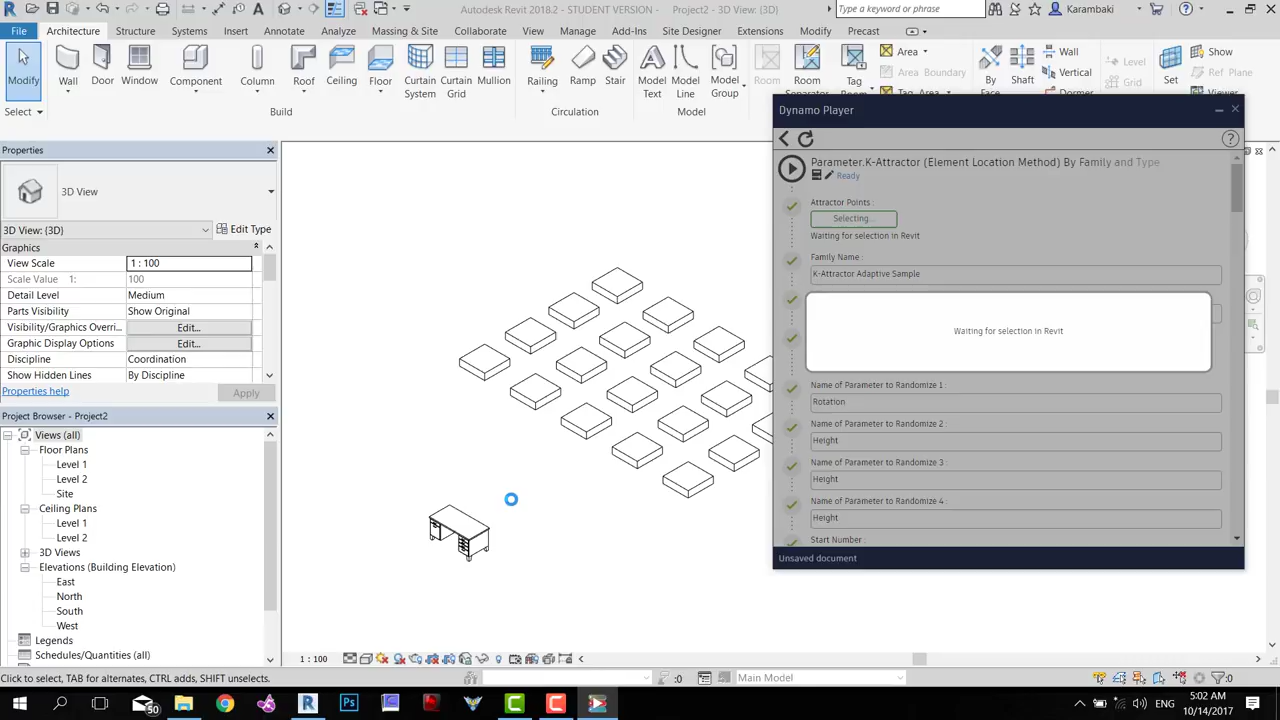 Autodesk Revit 2018.2 - STUDENT VERSION - Project2 - 3D View: {3D}
Type a keyword or phrase
Karambaki
File Architecture Structure Systems Insert Annotate Analyze Massing & Site Collaborate View Manage Add-Ins Site Designer Extensions Modify Precast
Modify Wall Door Window Component Column Roof Ceiling Floor Curtain System Curtain Grid Mullion Railing Ramp Stair Model Text Model Line Model Group Room Room Separator Tag Room Area Area Boundary Tag Area By Face Shaft Wall Vertical Dormer Level Grid Set Show Ref Plane Viewer
Select Build Circulation Model
Properties
3D View
3D View: {3D} Edit Type
Graphics
View Scale 1 : 100
Scale Value 1: 100
Detail Level Medium
Parts Visibility Show Original
Visibility/Graphics Overri... Edit...
Graphic Display Options Edit...
Discipline Coordination
Show Hidden Lines By Discipline
Properties help Apply
Project Browser - Project2
Views (all)
Floor Plans
Level 1
Level 2
Site
Ceiling Plans
Level 1
Level 2
3D Views
Elevations (Building Elevation)
East
North
South
West
Legends
Schedules/Quantities (all)
Dynamo Player
Parameter.K-Attractor (Element Location Method) By Family and Type
Ready
Attractor Points :
Selecting...
Waiting for selection in Revit
Family Name :
K-Attractor Adaptive Sample
Waiting for selection in Revit
Name of Parameter to Randomize 1 :
Rotation
Name of Parameter to Randomize 2 :
Height
Name of Parameter to Randomize 3 :
Height
Name of Parameter to Randomize 4 :
Height
Start Number :
Unsaved document
1 : 100
Click to select, TAB for alternates, CTRL adds, SHIFT unselects.
:0
Main Model
:0
50
ENG
5:02 AM
10/14/2017